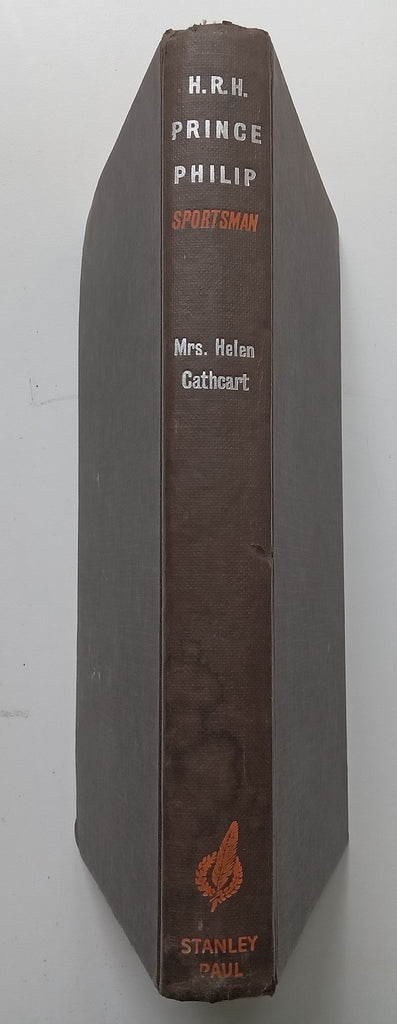 H.R.H.
PRINCE
PHILIP
SPORTSMAN
Mrs. Helen
Cathcart
STANLEY
PAUL